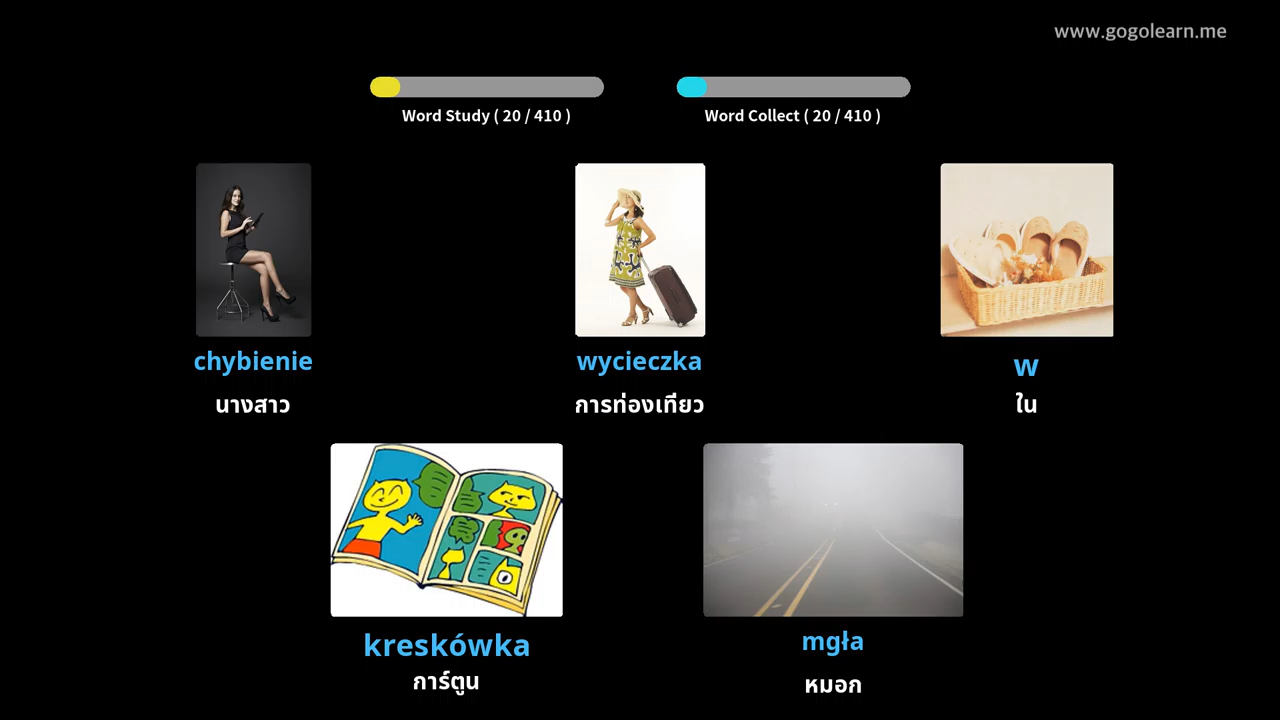 www.gogolearn.me
Word Study ( 20 / 410 )
Word Collect ( 20 / 410 )
chybienie
นางสาว
wycieczka
การท่องเที่ยว
w
ใน
kreskówka
การ์ตูน
mgła
หมอก